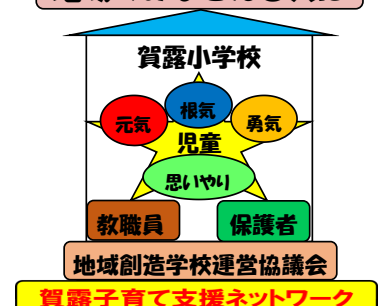 賀露小学校
根気
元気 勇気
児童
思いやり
教職員 保護者
地域創造学校運営協議会
賀露子育て支援ネットワーク